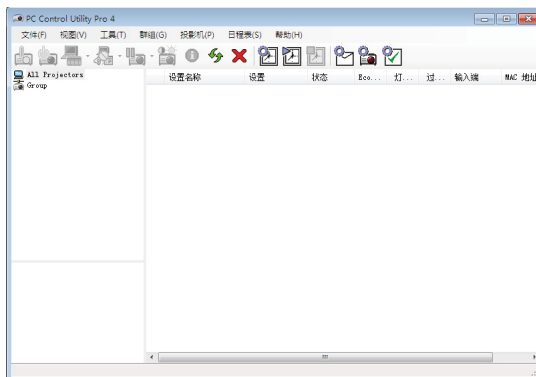 PC Control Utility Pro 4
文件(F) 视图(V) 工具(T) 群组(G) 投影机(P) 日程表(S) 帮助(H)
All Projectors
Group
设置名称 设置 状态 Eco... 灯... 过... 输入端 MAC 地址